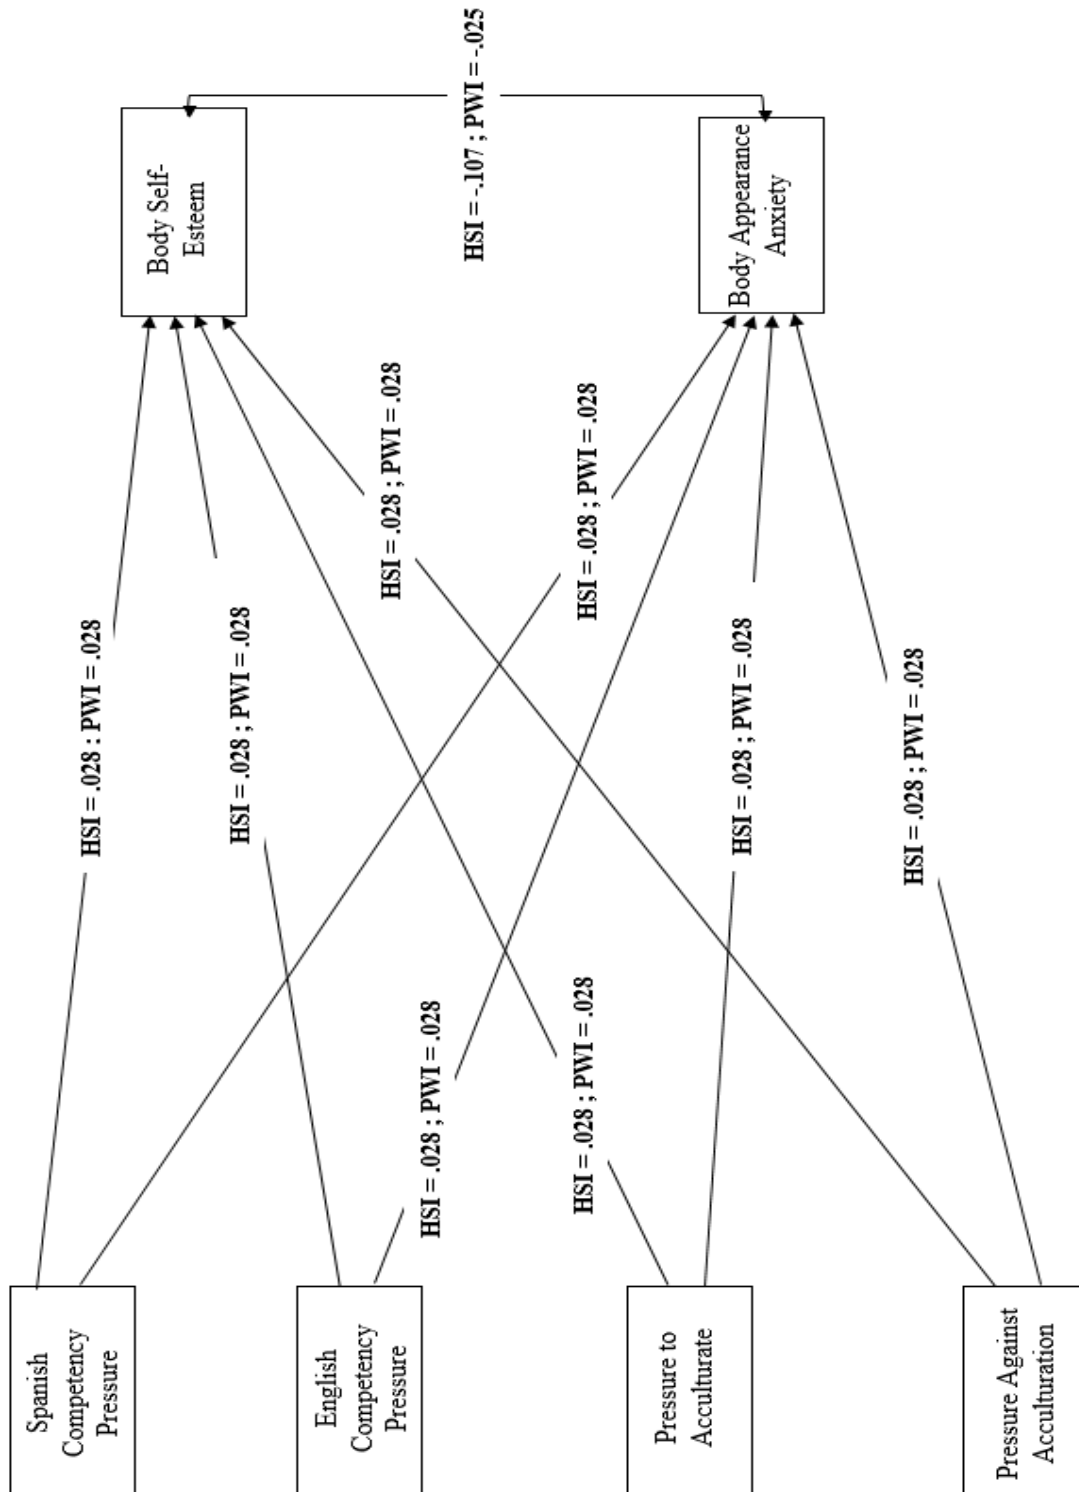 Spanish
Competency
Pressure
English
Competency
Pressure
Pressure to
Acculturate
Pressure Against
Acculturation
HSI = .028 : PWI = .028
HSI = .028 ; PWI = .028
HSI = .028 ; PWI = .028
HSI = .028 ; PWI = .028
HSI = .028 ; PWI = .028
HSI = .028 ; PWI = .028
HSI = .028 ; PWI = .028
HSI = .028 ; PWI = .028
Body Self-
Esteem
HSI = -.107 ; PWI = -.025
Body Appearance
Anxiety